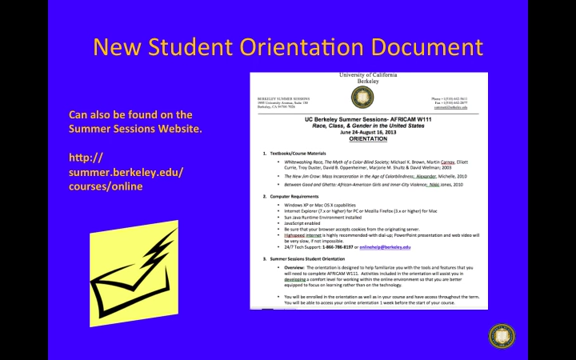 New Student Orientation Document
Can also be found on the
Summer Sessions Website.
http://
summer.berkeley.edu/
courses/online
University of California
Berkeley
BERKELEY SUMMER SESSIONS
Berkeley, CA
UC Berkeley Summer Sessions- AFRICAM W111
Race, Class, & Gender in the United States
June 24-August 16, 2013
ORIENTATION
1. Textbooks/Course Materials
Whitewashing Race, The Myth of a Color Blind Society; Michael K. Brown, Martin Carnoy, Elliott
Currie, Troy Duster, David B. Oppenheimer, Marjorie M. Shultz & David Wellman, 2003
The New Jim Crow: Mass Incarceration in the Age of Colorblindness, Alexander, Michelle, 2010
Between Good and Ghetto: African-American Girls and Inner-City Violence, Nikki Jones, 2010
2. Computer Requirements
Windows XP or Mac OS X capabilities
Internet Explorer (7.x or higher) for PC or Mozilla Firefox (3.x or higher) for Mac
Sun Java Runtime Environment installed
JavaScript enabled
Be sure that your browser accepts cookies from the originating server.
Highspeed internet is highly recommended with dial-up; PowerPoint presentation and web video will
be very slow, if not impossible.
24/7 Tech Support: 1-866-786-8197 or onlinehelp@berkeley
3. Summer Sessions Student Orientation
Overview: The orientation is designed to help familiarize you with the tools and features that you
will need to complete AFRICAM W111. Activities included in the orientation will assist you in
developing a comfort level for working within the online environment so that you are better
equipped to focus on learning rather than on the technology.
You will be enrolled in the orientation as well as in your course and have access throughout the term.
You will be able to access your online orientation 1 week before the start of your course.